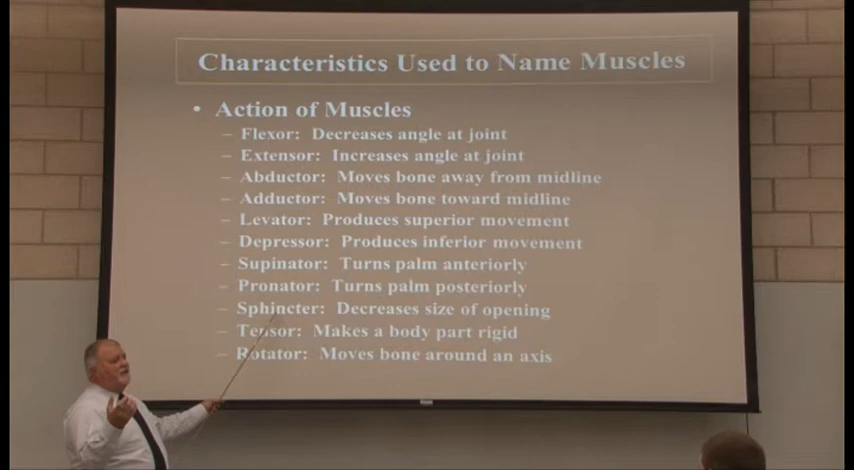 Characteristics Used to Name Muscles
• Action of Muscles
– Flexor: Decreases angle at joint
– Extensor: Increases angle at joint
– Abductor: Moves bone away from midline
– Adductor: Moves bone toward midline
– Levator: Produces superior movement
– Depressor: Produces inferior movement
– Supinator: Turns palm anteriorly
– Pronator: Turns palm posteriorly
– Sphincter: Decreases size of opening
– Tensor: Makes a body part rigid
– Rotator: Moves bone around an axis